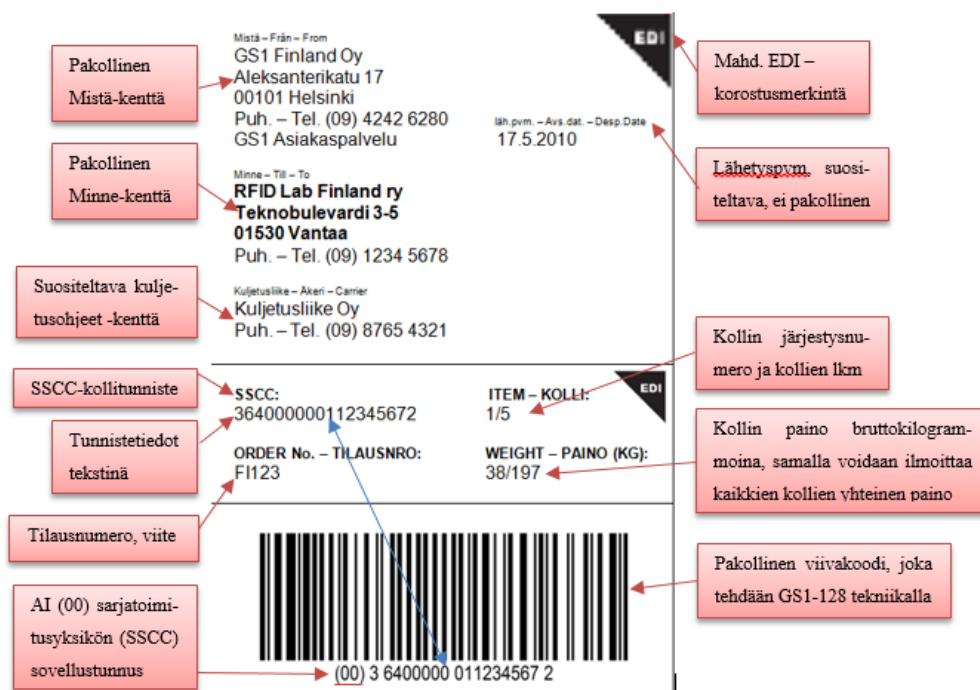 Mistä – Från – From
GS1 Finland Oy
Aleksanterikatu 17
00101 Helsinki
Puh. – Tel. (09) 4242 6280
GS1 Asiakaspalvelu
EDI
läh.pvm. – Avs.dat. – Desp.Date
17.5.2010
Minne – Till – To
RFID Lab Finland ry
Teknobulevardi 3-5
01530 Vantaa
Puh. – Tel. (09) 1234 5678
Kuljetusliike – Åkeri – Carrier
Kuljetusliike Oy
Puh. – Tel. (09) 8765 4321
SSCC:
364000000112345672
ITEM – KOLLI:
1/5
EDI
ORDER No. – TILAUSNRO:
FI123
WEIGHT – PAINO (KG):
38/197
(00) 3 6400000 011234567 2
Pakollinen
Mistä-kenttä
Pakollinen
Minne-kenttä
Suositeltava kulje-
tusohjeet -kenttä
SSCC-kollitunniste
Tunnistetiedot
tekstinä
Tilausnumero, viite
AI (00) sarjatoimi-
tusyksikön (SSCC)
sovellustunnus
Mahd. EDI –
korostusmerkintä
Lähetyspvm, suosi-
teltava, ei pakollinen
Kollin järjestysnu-
mero ja kollien lkm
Kollin paino bruttokilogram-
moina, samalla voidaan ilmoittaa
kaikkien kollien yhteinen paino
Pakollinen viivakoodi, joka
tehdään GS1-128 tekniikalla